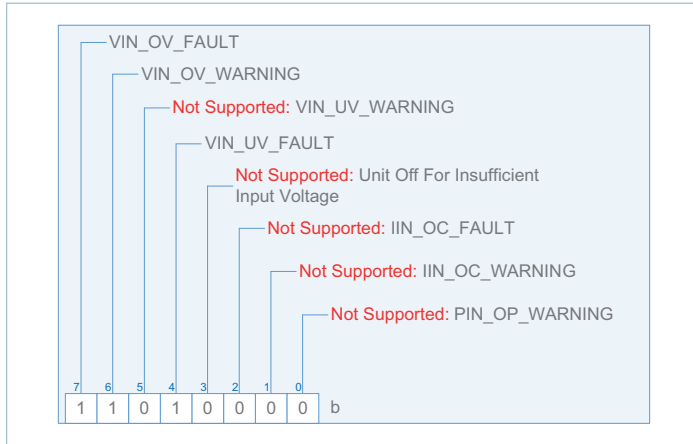 VIN_OV_FAULT
VIN_OV_WARNING
Not Supported: VIN_UV_WARNING
VIN_UV_FAULT
Not Supported: Unit Off For Insufficient
Input Voltage
Not Supported: IIN_OC_FAULT
Not Supported: IIN_OC_WARNING
Not Supported: PIN_OP_WARNING
7 6 5 4 3 2 1 0
1 1 0 1 0 0 0 0 b